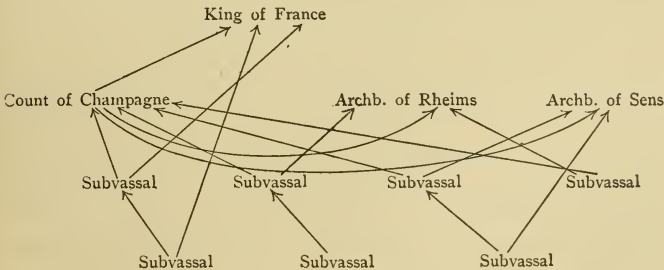 King of France
Count of Champagne Archb. of Rheims Archb. of Sens
Subvassal Subvassal Subvassal Subvassal
Subvassal Subvassal Subvassal